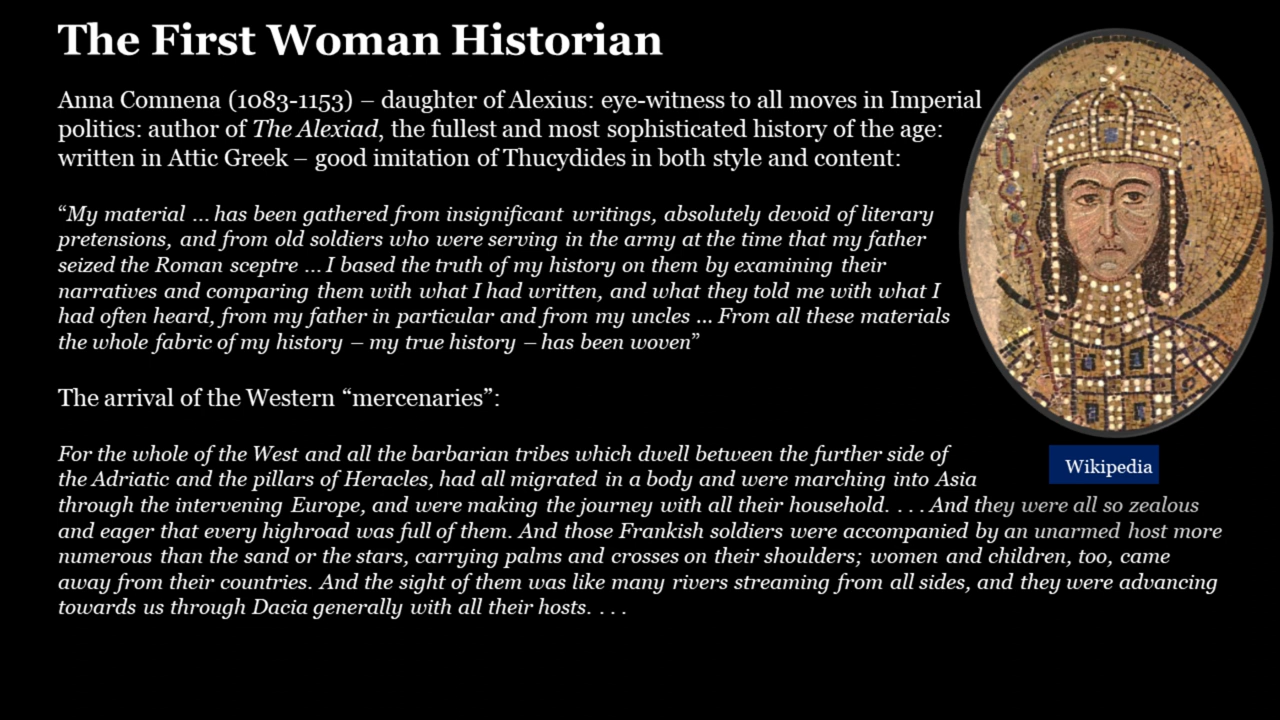 The First Woman Historian
Anna Comnena (1083-1153) – daughter of Alexius: eye-witness to all moves in Imperial
politics: author of The Alexiad, the fullest and most sophisticated history of the age:
written in Attic Greek – good imitation of Thucydides in both style and content:
“My material ... has been gathered from insignificant writings, absolutely devoid of literary
pretensions, and from old soldiers who were serving in the army at the time that my father
seized the Roman sceptre ... I based the truth of my history on them by examining their
narratives and comparing them with what I had written, and what they told me with what I
had often heard, from my father in particular and from my uncles ... From all these materials
the whole fabric of my history – my true history – has been woven”
The arrival of the Western “mercenaries”:
For the whole of the West and all the barbarian tribes which dwell between the further side of
the Adriatic and the pillars of Heracles, had all migrated in a body and were marching into Asia
through the intervening Europe, and were making the journey with all their household. . . . And they were all so zealous
and eager that every highroad was full of them. And those Frankish soldiers were accompanied by an unarmed host more
numerous than the sand or the stars, carrying palms and crosses on their shoulders; women and children, too, came
away from their countries. And the sight of them was like many rivers streaming from all sides, and they were advancing
towards us through Dacia generally with all their hosts. . . .
Wikipedia